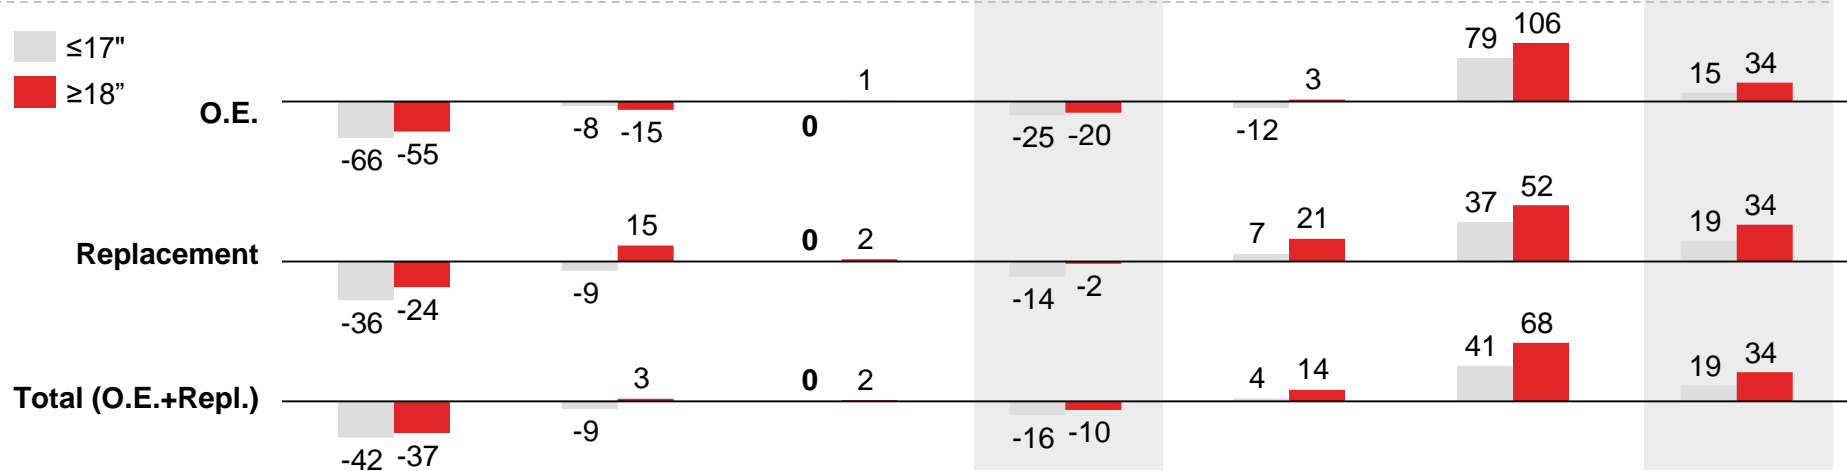 ≤17"
≥18”
O.E.
-66 -55 -8 -15 0 1 -25 -20 -12 3 79 106 15 34
Replacement
-36 -24 -9 15 0 2 -14 -2 7 21 37 52 19 34
Total (O.E.+Repl.)
-42 -37 -9 3 0 2 -16 -10 4 14 41 68 19 34